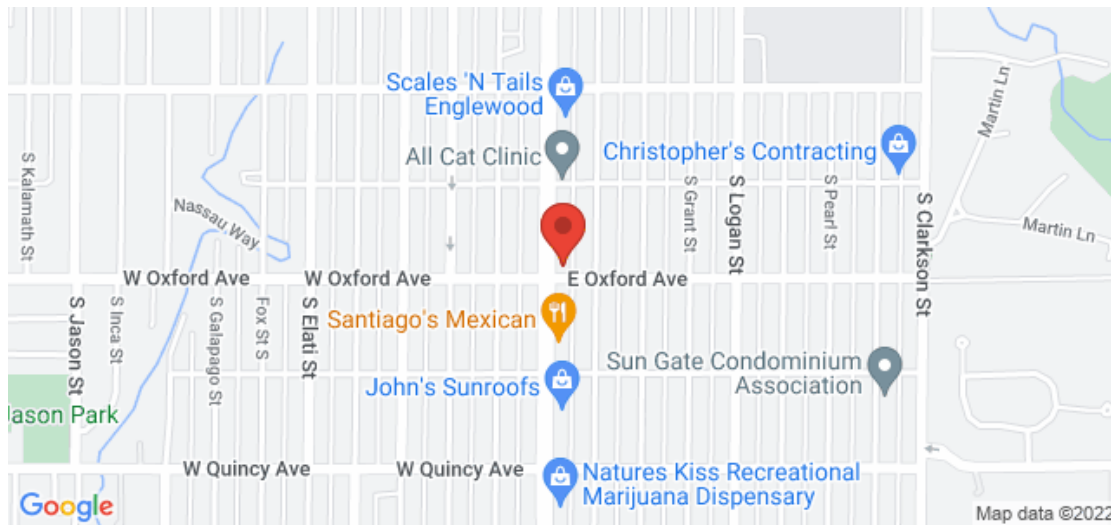 Scales 'N Tails
Englewood
All Cat Clinic
Christopher's Contracting
S Kalamath St
Nassau Way
S Grant St
S Logan St
S Pearl St
S Clarkson St
Martin Ln
Martin Ln
W Oxford Ave
W Oxford Ave
E Oxford Ave
S Jason St
S Inca St
S Galapago St
Fox St S
S Elati St
Santiago's Mexican
Sun Gate Condominium
Association
John's Sunroofs
Jason Park
W Quincy Ave
W Quincy Ave
Natures Kiss Recreational
Marijuana Dispensary
Google
Map data ©2022